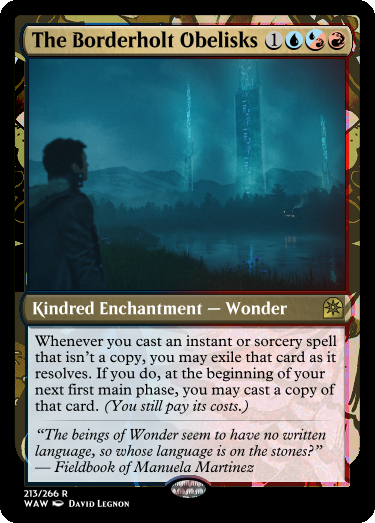 The Borderholt Obelisks 1
Kindred Enchantment — Wonder
Whenever you cast an instant or sorcery spell
that isn't a copy, you may exile that card as it
resolves. If you do, at the beginning of your
next first main phase, you may cast a copy of
that card. (You still pay its costs.)
"The beings of Wonder seem to have no written
language, so whose language is on the stones?"
— Fieldbook of Manuela Martinez
213/266 R
WAW DAVID LEGNON